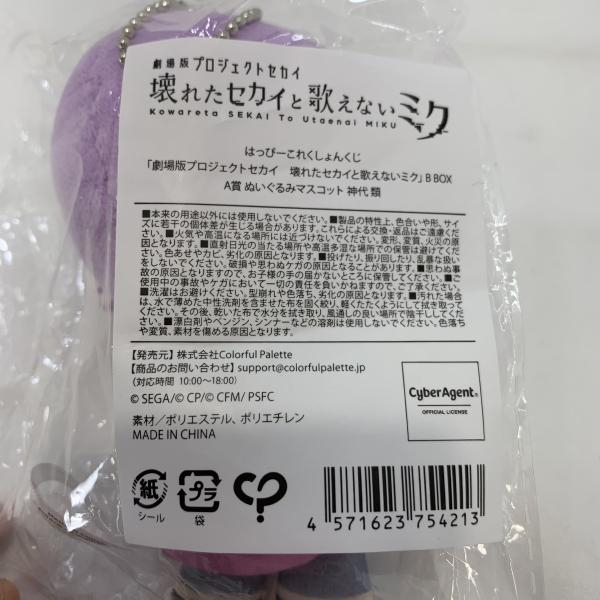 劇場版プロジェクトセカイ
壊れたセカイと歌えないミク
Kowareta SEKAI To Utaenai MIKU
はっぴーこれくしょんくじ
「劇場版プロジェクトセカイ 壊れたセカイと歌えないミク」B BOX
A賞 ぬいぐるみマスコット 神代 類
■本来の用途以外には使用しないでください。■製品の特性上、色合いや形、サイ
ズに若干の個体差が生じる場合があります。これらによる交換・返品はご遠慮くだ
さい。■火気や高温になる場所には近づけないでください。変形、変質、火災の原
因となります。■直射日光の当たる場所や高温多湿な場所での保管は避けてくださ
い。色あせやカビ、劣化の原因となります。■投げたり、振り回したり、乱暴な扱い
をしないでください。破損や思わぬケガの原因となることがあります。■思わぬ事
故の原因となりますので、お子様の手の届かないところに保管してください。■ご
使用中の事故やケガにおいて一切の責任を負いかねますので、ご了承ください。
■洗濯はお避けください。型崩れや色落ち、劣化の原因となります。■汚れた場合
は、水で薄めた中性洗剤を含ませた布を固く絞り、軽くたたくようにして拭き取って
ください。その後、乾いた布で水分を拭き取り、風通しの良い場所で陰干ししてくだ
さい。■漂白剤やベンジン、シンナーなどの溶剤は使用しないでください。色落ち
や変質、素材を傷める原因となります。
【発売元】株式会社Colorful Palette
【商品のお問い合わせ】support@colorfulpalette.jp
(対応時間 10:00～18:00)
© SEGA/© CP/© CFM/ PSFC
素材/ポリエステル、ポリエチレン
MADE IN CHINA
CyberAgent®
OFFICIAL LICENSE
紙
シール
プラ
袋
4 571623 754213